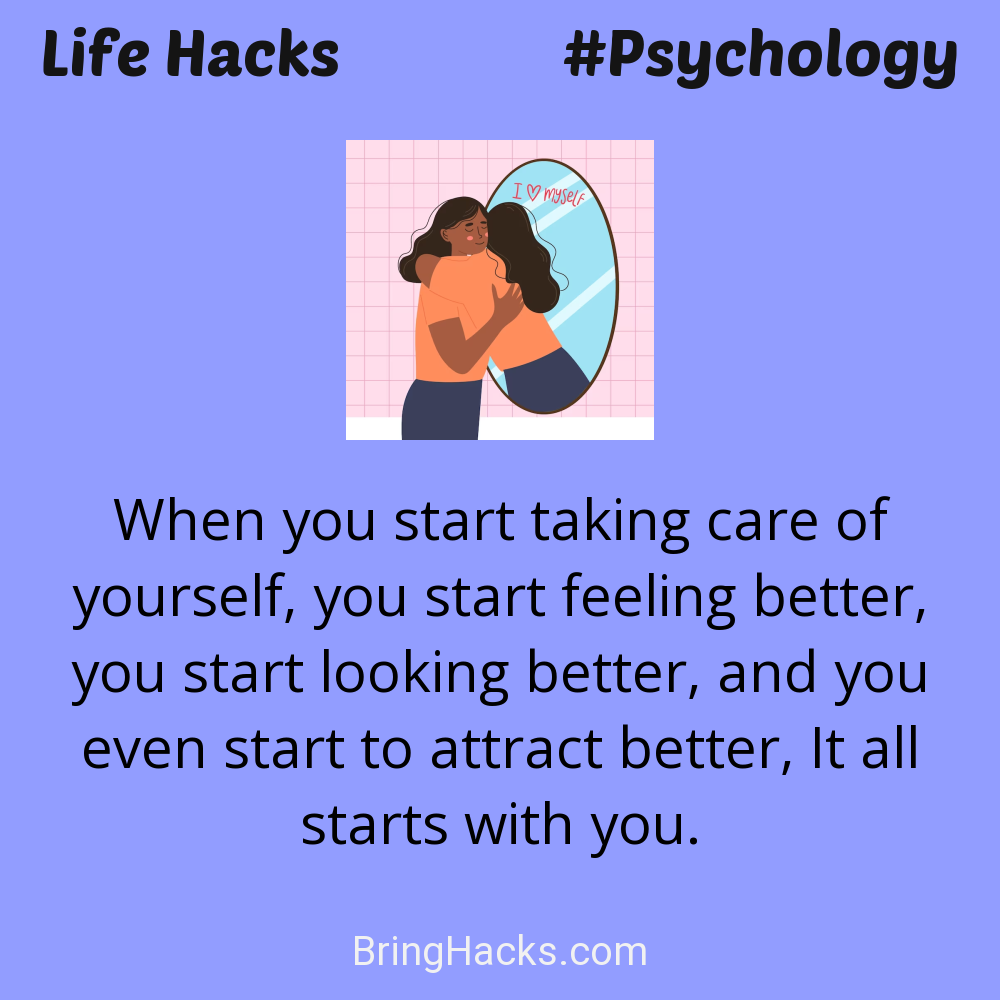 Life Hacks
#Psychology
I ♡ myself
When you start taking care of
yourself, you start feeling better,
you start looking better, and you
even start to attract better, It all
starts with you.
BringHacks.com